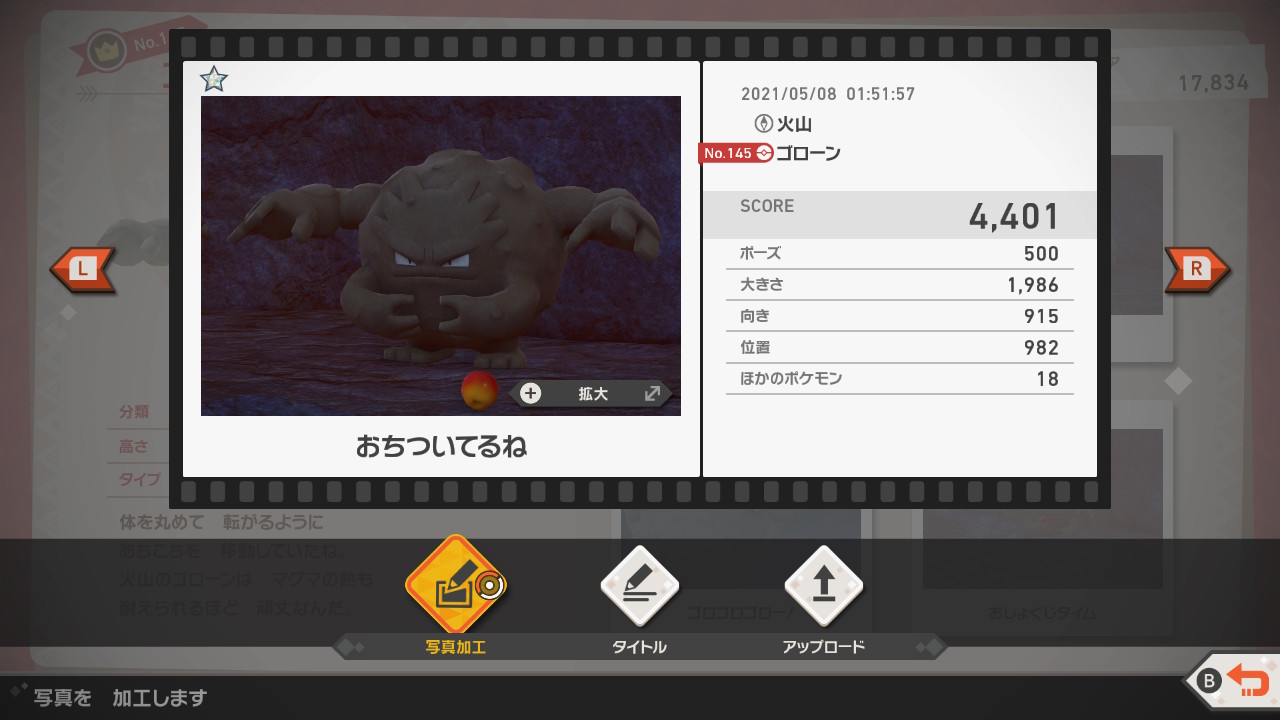 No.1
17,834
2021/05/08 01:51:57
火山
No.145 ゴローン
SCORE 4,401
ポーズ 500
大きさ 1,986
向き 915
位置 982
ほかのポケモン 18
+ 拡大
おちついてるね
L
R
分類
高さ
タイプ
体を丸めて 転がるように
あちこちを 移動していたね。
火山のゴローンは マグマの熱も
耐えられるほど 頑丈なんだ。
ゴロゴロゴロー!
おしょくじタイム
写真加工
タイトル
アップロード
写真を 加工します
B